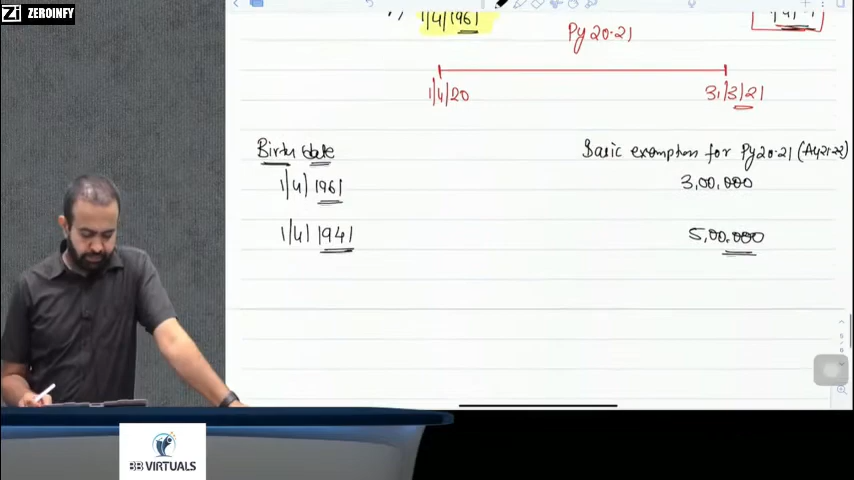 Zi ZEROINFY
1/4/1961
Py 20-21
1/4/20 31/3/21
Birth date Basic exemption for Py 20-21 (Ay 21-22)
1/4/1961 3,00,000
1/4/1941 5,00,000
BB VIRTUALS